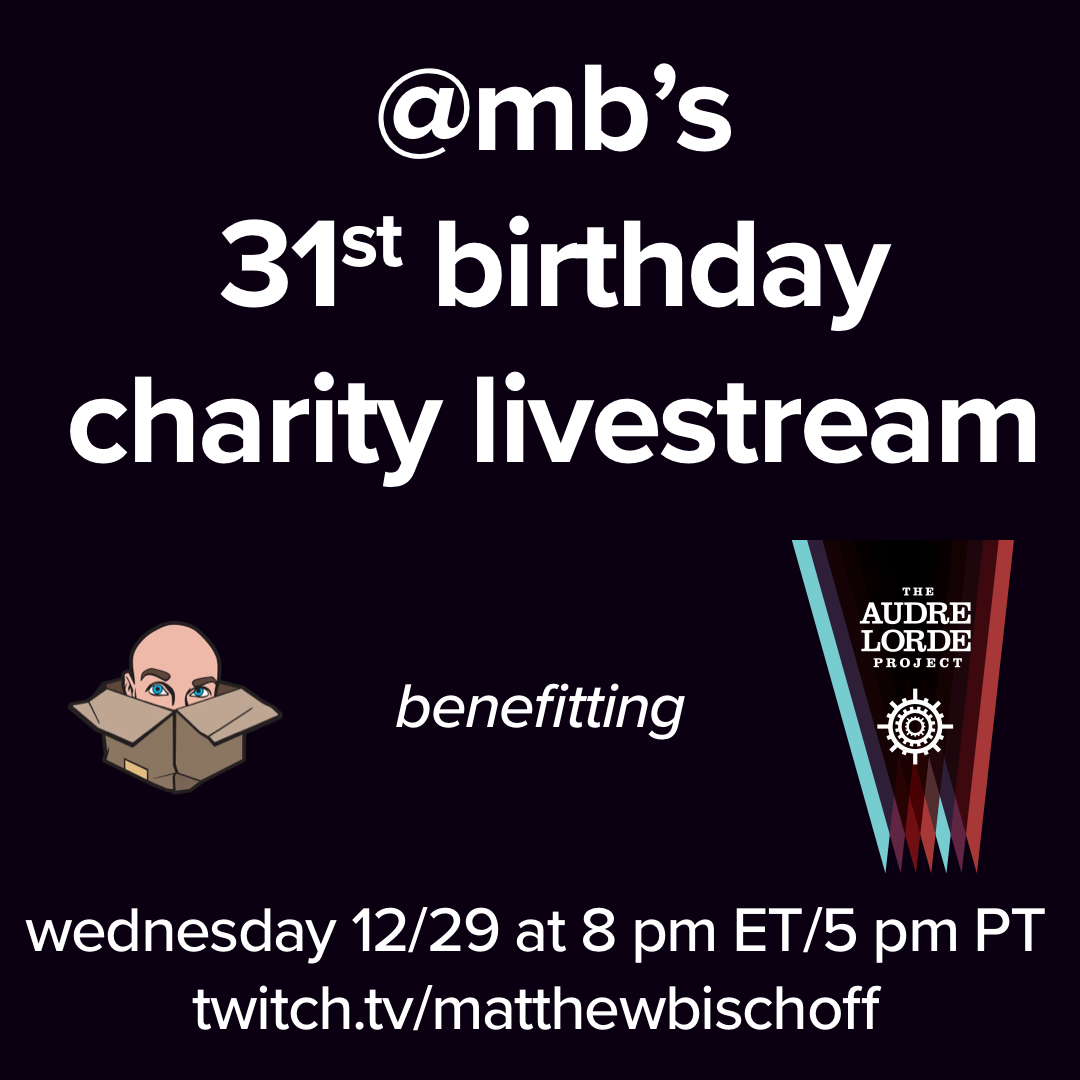 @mb’s
31st birthday
charity livestream
THE
AUDRE
LORDE
PROJECT
benefitting
wednesday 12/29 at 8 pm ET/5 pm PT
twitch.tv/matthewbischoff